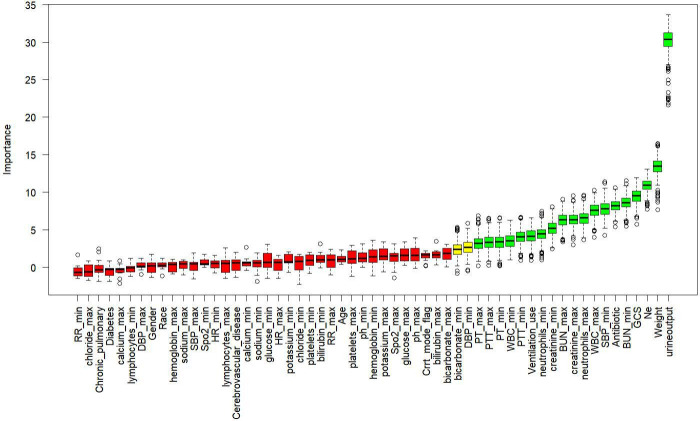 35
30
25
20
15
10
5
0
Importance
RR_min
chloride_max
Chronic_pulmonary
Diabetes
calcium_max
lymphocytes_min
DBP_max
Gender
Race
hemoglobin_max
sodium_max
SBP_max
Spo2_min
HR_min
lymphocytes_max
Cerebrovascular_disease
calcium_min
sodium_min
glucose_min
HR_max
potassium_min
chloride_min
platelets_min
bilirubin_min
RR_max
Age
platelets_max
ph_min
hemoglobin_min
potassium_max
Spo2_max
glucose_max
ph_max
Crrt_mode_flag
bilirubin_max
bicarbonate_max
bicarbonate_min
DBP_min
PT_max
PTT_max
PT_min
WBC_min
PTT_min
Ventilation_use
neutrophils_min
creatinine_min
BUN_max
creatinine_max
neutrophils_max
WBC_max
SBP_min
Antibiotic
BUN_min
GCS
Ne
Weight
urineoutput